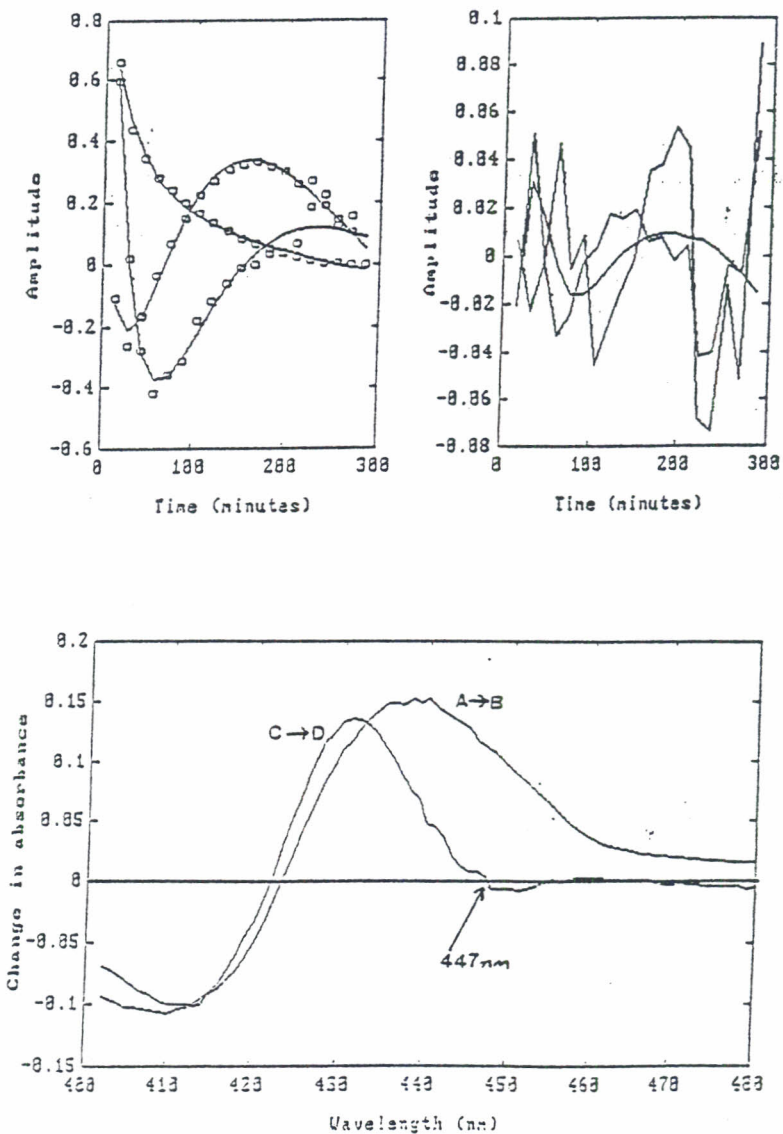 0.8
0.6
0.4
0.2
0
-0.2
-0.4
-0.6
Amplitude
0 100 200 300
Time (minutes)
0.1
0.08
0.06
0.04
0.02
0
-0.02
-0.04
-0.06
-0.08
Amplitude
0 100 200 300
Time (minutes)
0.2
0.15
0.1
0.05
0
-0.05
-0.1
-0.15
Change in absorbance
C→D
A→B
447nm
400 410 420 430 440 450 460 470 480
Wavelength (nm)